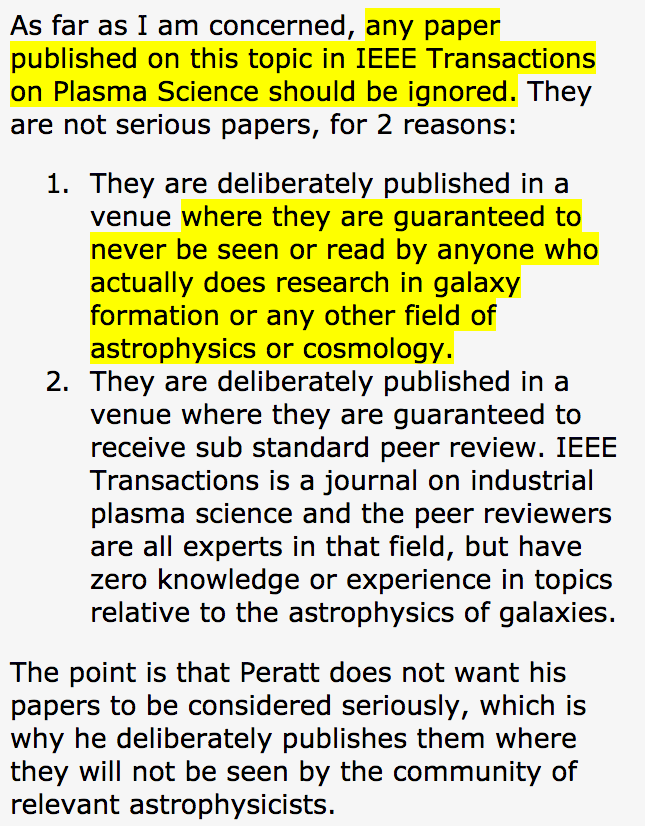 As far as I am concerned, any paper
published on this topic in IEEE Transactions
on Plasma Science should be ignored. They
are not serious papers, for 2 reasons:
1. They are deliberately published in a
venue where they are guaranteed to
never be seen or read by anyone who
actually does research in galaxy
formation or any other field of
astrophysics or cosmology.
2. They are deliberately published in a
venue where they are guaranteed to
receive sub standard peer review. IEEE
Transactions is a journal on industrial
plasma science and the peer reviewers
are all experts in that field, but have
zero knowledge or experience in topics
relative to the astrophysics of galaxies.
The point is that Peratt does not want his
papers to be considered seriously, which is
why he deliberately publishes them where
they will not be seen by the community of
relevant astrophysicists.